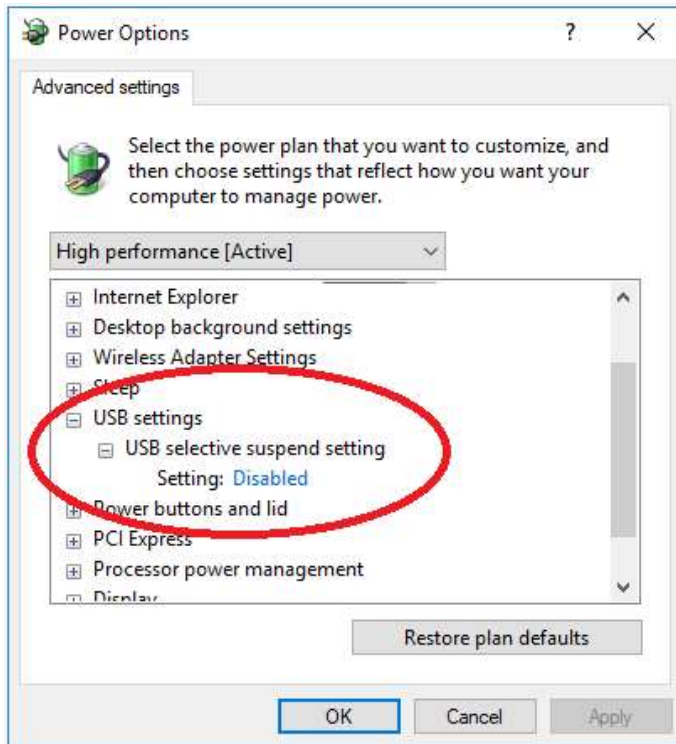 Power Options
Advanced settings
Select the power plan that you want to customize, and
then choose settings that reflect how you want your
computer to manage power.
High performance [Active]
Internet Explorer
Desktop background settings
Wireless Adapter Settings
Sleep
USB settings
USB selective suspend setting
Setting: Disabled
Power buttons and lid
PCI Express
Processor power management
Display
Restore plan defaults
OK
Cancel
Apply